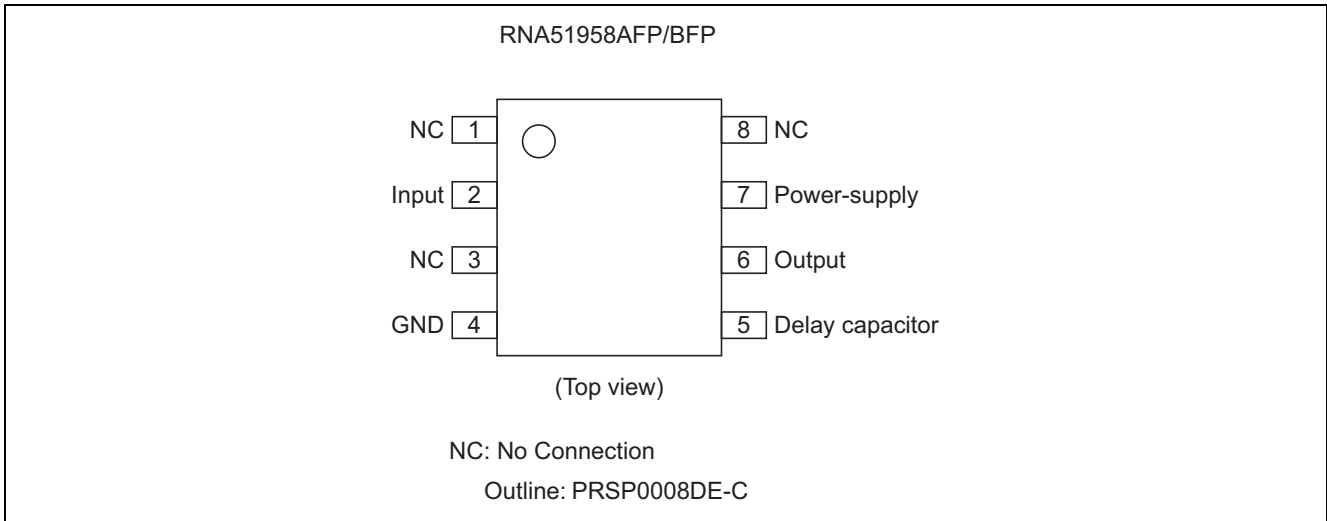 RNA51958AFP/BFP
NC 1
8 NC
Input 2
7 Power-supply
NC 3
6 Output
GND 4
5 Delay capacitor
(Top view)
NC: No Connection
Outline: PRSP0008DE-C